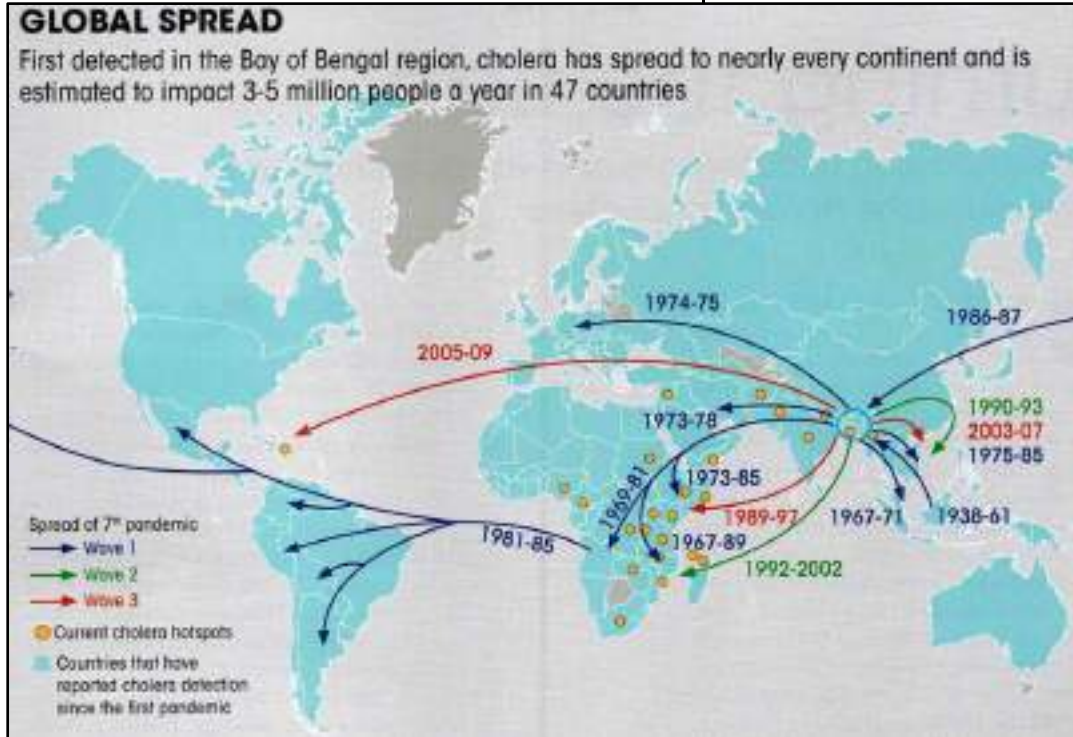 GLOBAL SPREAD
First detected in the Bay of Bengal region, cholera has spread to nearly every continent and is
estimated to impact 3-5 million people a year in 47 countries
1974-75
1986-87
2005-09
1990-93
2003-07
1975-85
1973-78
1973-85
1969-81
1989-97
1967-71
1938-61
1981-85
1967-89
1992-2002
Spread of 7th pandemic
Wave 1
Wave 2
Wave 3
Current cholera hotspots
Countries that have
reported cholera detection
since the first pandemic